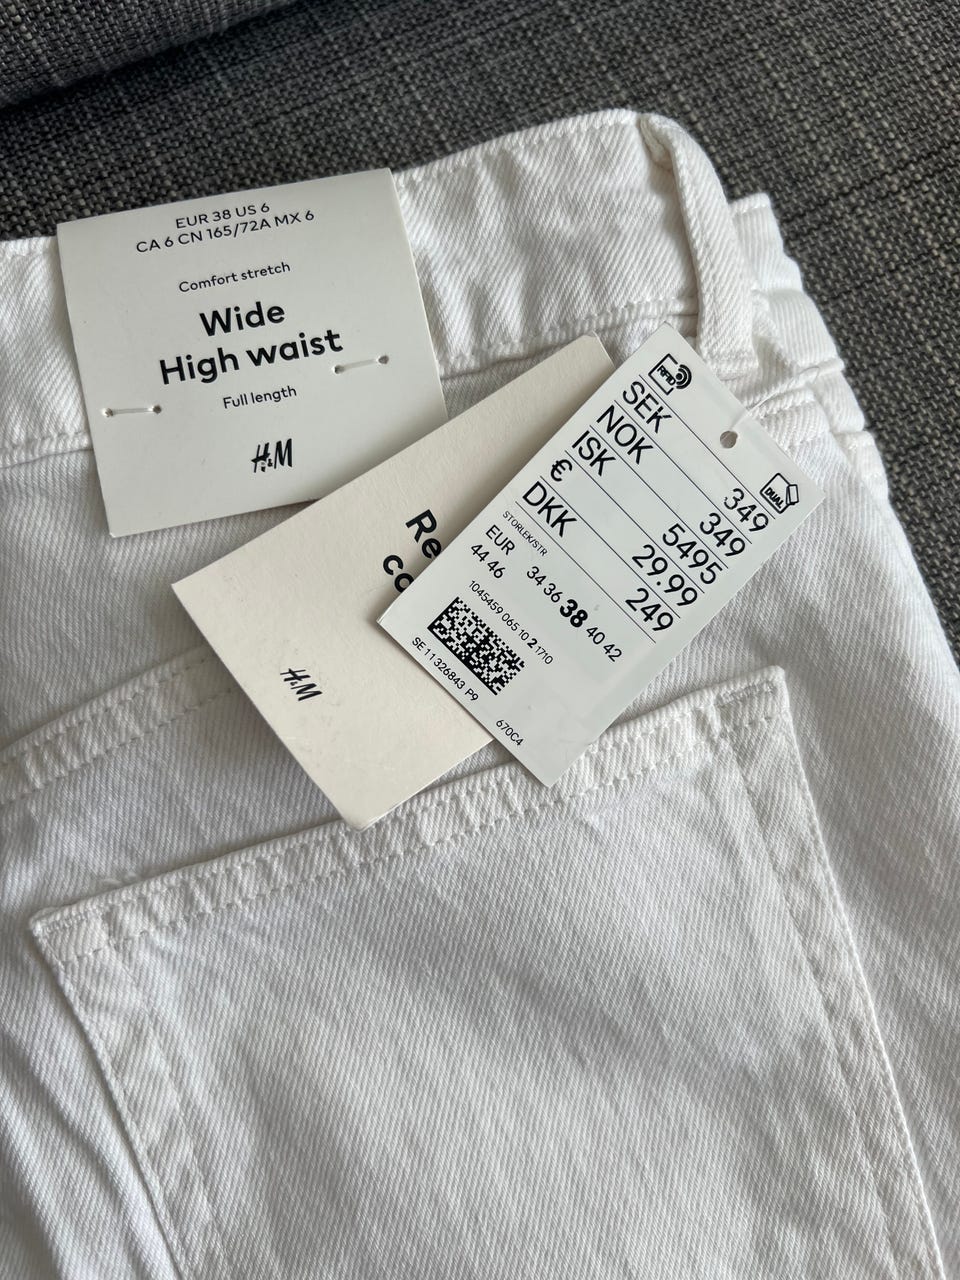 EUR 38 US 6
CA 6 CN 165/72A MX 6
Comfort stretch
Wide
High waist
Full length
H&M
H&M
RFID
DUAL
SEK 349
NOK 349
ISK 5495
€ 29.99
DKK 249
STORLEK/STR
EUR 34 36 38 40 42
44 46
1045459 065 10 2 1710
SE 11 326843 P9
670C4